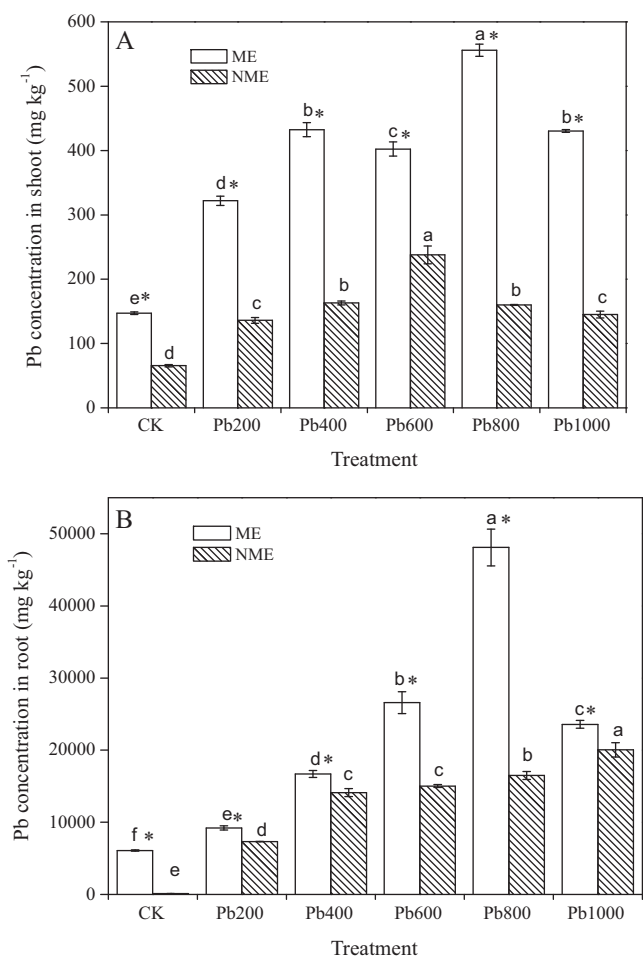 A
ME
NME
Pb concentration in shoot (mg kg⁻¹)
600
500
400
300
200
100
0
e*
d
d*
c
b*
b
c*
a
a*
b
b*
c
CK Pb200 Pb400 Pb600 Pb800 Pb1000
Treatment
B
ME
NME
Pb concentration in root (mg kg⁻¹)
50000
40000
30000
20000
10000
0
f*
e
e*
d
d*
c
b*
c
a*
b
c*
a
CK Pb200 Pb400 Pb600 Pb800 Pb1000
Treatment